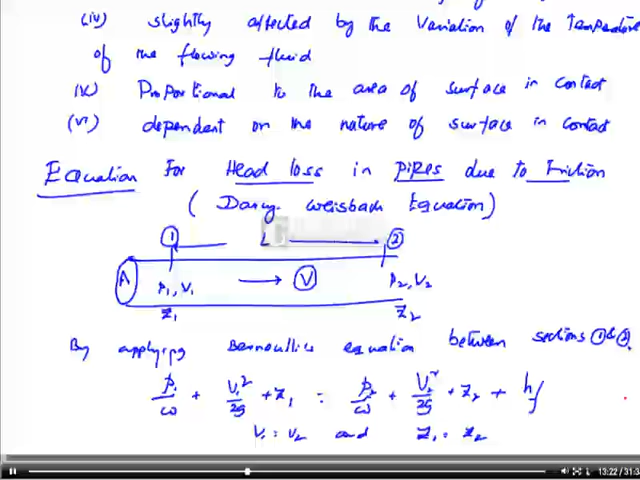 (iv) slightly affected by the Variation of the Temperature
of the flowing fluid
(v) Proportional to the area of surface in contact
(vi) dependent on the nature of surface in contact
Equation For Head loss in pipes due to Friction
( Darcy weisbach Equation)
① L ②
A p₁, V₁ → V p₂, V₂
Z₁ Z₂
By applying Bernoullis equation between sections ① & ②
p₁/ω + V₁²/2g + Z₁ = p₂/ω + V₂²/2g + Z₂ + hf
V₁ = V₂ and Z₁ = Z₂
13:22 / 31:3